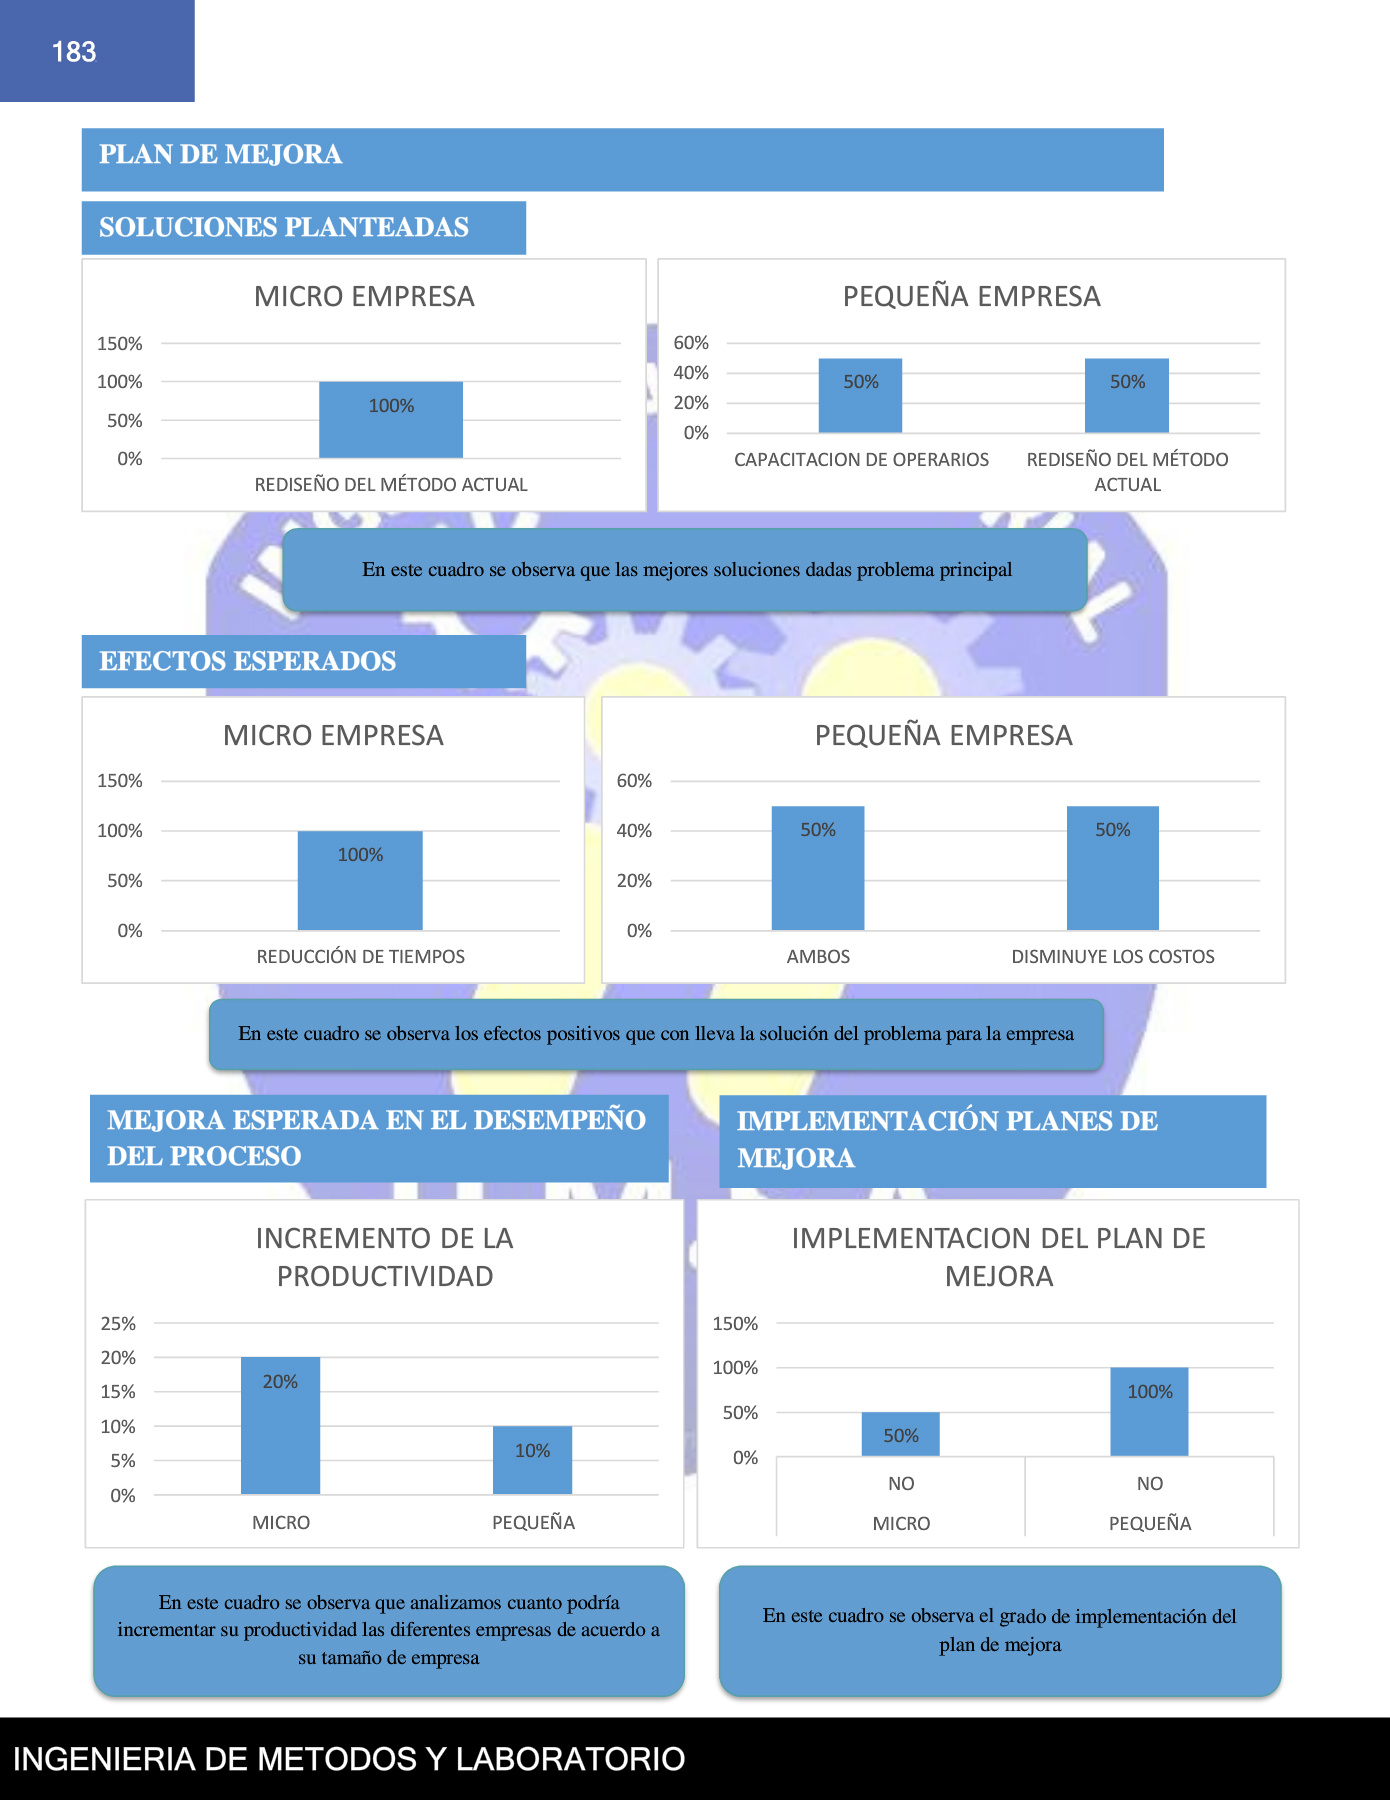 183
PLAN DE MEJORA
SOLUCIONES PLANTEADAS
MICRO EMPRESA
150%
100%
50%
0%
100%
REDISEÑO DEL MÉTODO ACTUAL
PEQUEÑA EMPRESA
60%
40%
20%
0%
50%
50%
CAPACITACION DE OPERARIOS
REDISEÑO DEL MÉTODO
ACTUAL
En este cuadro se observa que las mejores soluciones dadas problema principal
EFECTOS ESPERADOS
MICRO EMPRESA
150%
100%
50%
0%
100%
REDUCCIÓN DE TIEMPOS
PEQUEÑA EMPRESA
60%
40%
20%
0%
50%
50%
AMBOS
DISMINUYE LOS COSTOS
En este cuadro se observa los efectos positivos que con lleva la solución del problema para la empresa
MEJORA ESPERADA EN EL DESEMPEÑO
DEL PROCESO
INCREMENTO DE LA
PRODUCTIVIDAD
25%
20%
15%
10%
5%
0%
20%
10%
MICRO
PEQUEÑA
En este cuadro se observa que analizamos cuanto podría
incrementar su productividad las diferentes empresas de acuerdo a
su tamaño de empresa
IMPLEMENTACIÓN PLANES DE
MEJORA
IMPLEMENTACION DEL PLAN DE
MEJORA
150%
100%
50%
0%
50%
100%
NO
NO
MICRO
PEQUEÑA
En este cuadro se observa el grado de implementación del
plan de mejora
INGENIERIA DE METODOS Y LABORATORIO